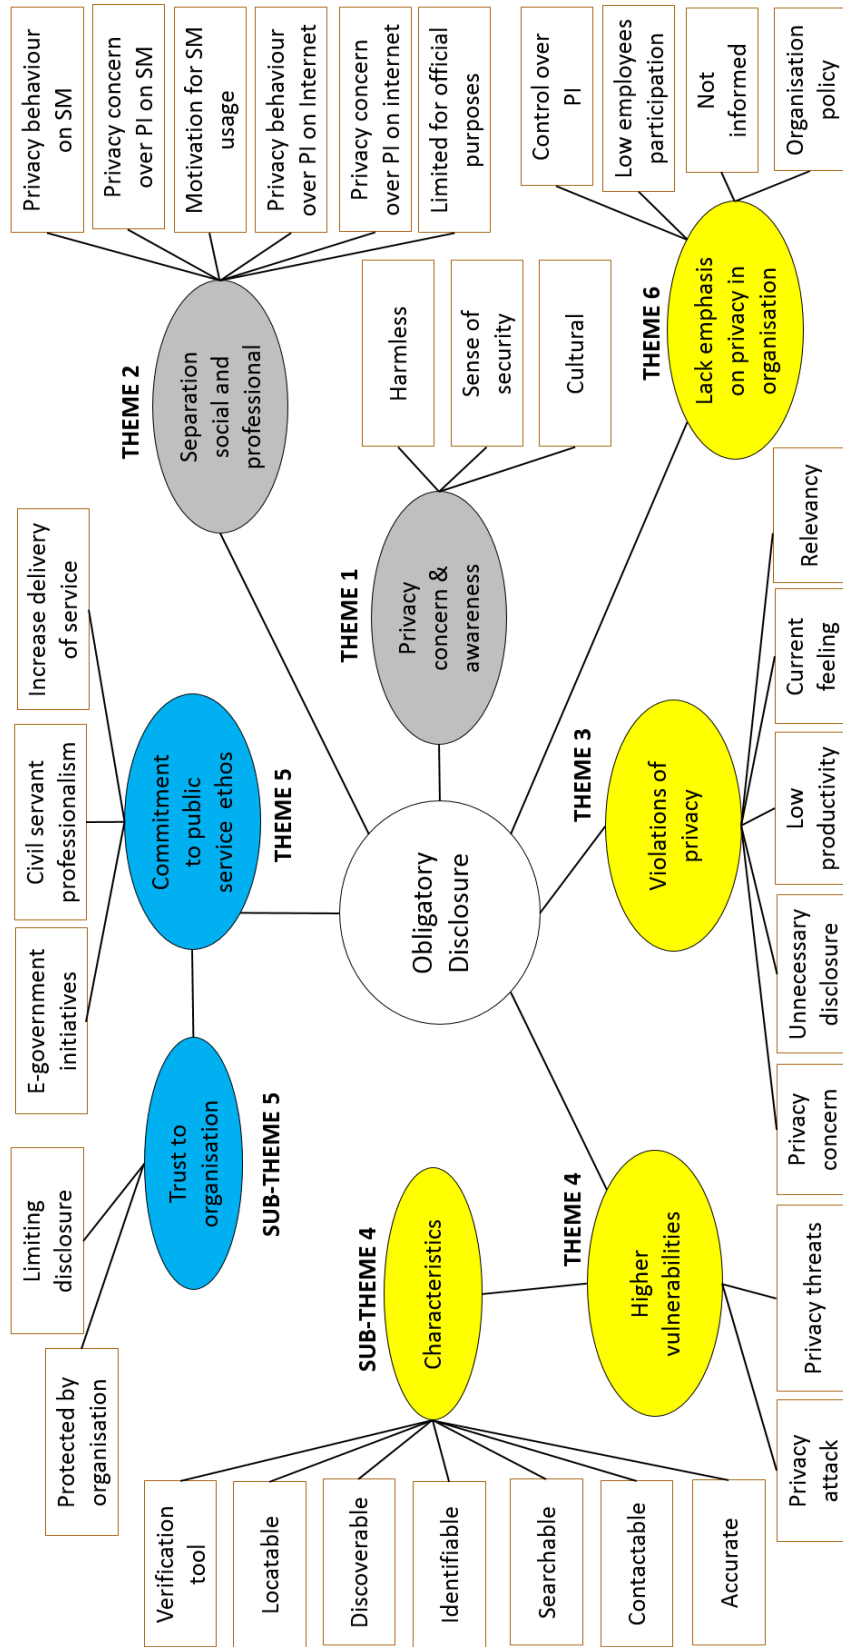 Protected by
organisation
Limiting
disclosure
E-government
initiatives
Civil servant
professionalism
Increase delivery
of service
Trust to
organisation
SUB-THEME 5
Commitment
to public
service ethos
THEME 5
THEME 2
Separation
social and
professional
Privacy behaviour
on SM
Privacy concern
over PI on SM
Motivation for SM
usage
Privacy behaviour
over PI on Internet
Privacy concern
over PI on internet
Limited for official
purposes
Verification
tool
Locatable
Discoverable
Identifiable
Searchable
Contactable
Accurate
SUB-THEME 4
Characteristics
Obligatory
Disclosure
THEME 1
Privacy
concern &
awareness
Harmless
Sense of
security
Cultural
THEME 4
Higher
vulnerabilities
THEME 3
Violations of
privacy
THEME 6
Lack emphasis
on privacy in
organisation
Control over
PI
Low employees
participation
Not
informed
Organisation
policy
Privacy
attack
Privacy threats
Privacy
concern
Unnecessary
disclosure
Low
productivity
Current
feeling
Relevancy